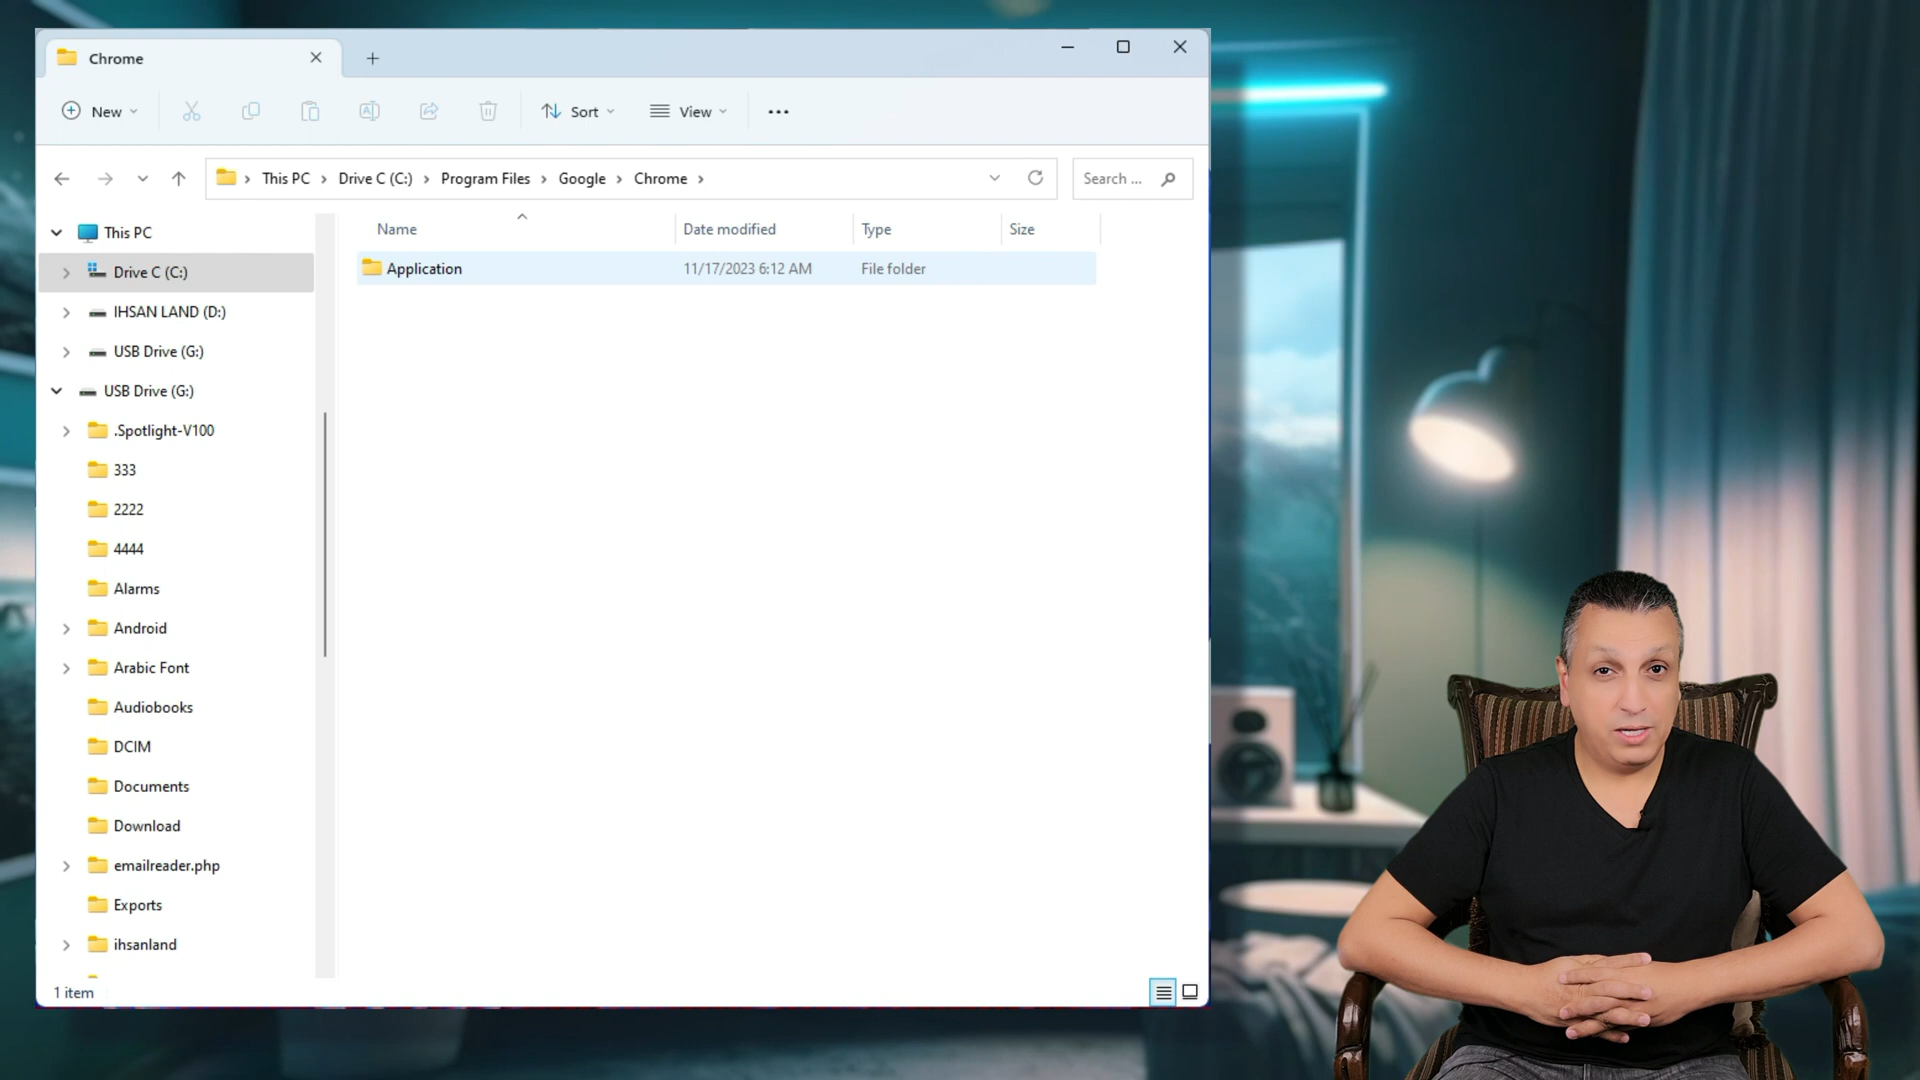 Chrome
New
Sort
View
This PC
Drive C (C:)
Program Files
Google
Chrome
Search ...
This PC
Drive C (C:)
IHSAN LAND (D:)
USB Drive (G:)
USB Drive (G:)
.Spotlight-V100
333
2222
4444
Alarms
Android
Arabic Font
Audiobooks
DCIM
Documents
Download
emailreader.php
Exports
ihsanland
Name
Date modified
Type
Size
Application
11/17/2023 6:12 AM
File folder
1 item